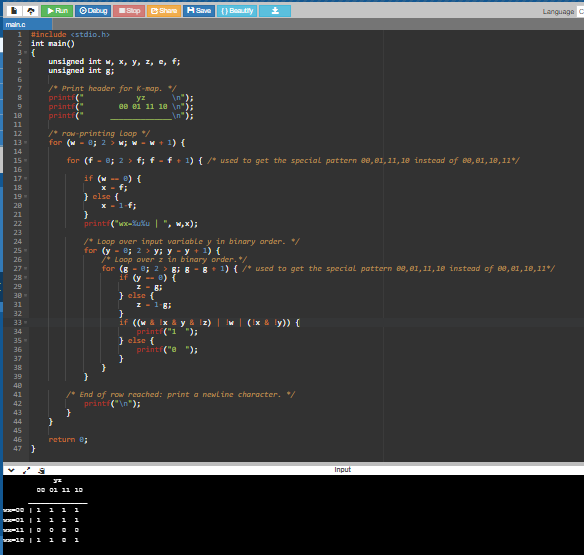 Run Debug Stop Share Save { } Beautify Language C
main.c
1 #include <stdio.h>
2 int main()
3 {
4 unsigned int w, x, y, z, e, f;
5 unsigned int g;
6
7 /* Print header for K-map. */
8 printf(" yz \n");
9 printf(" 00 01 11 10 \n");
10 printf(" ______________\n");
11
12 /* row-printing loop */
13 for (w = 0; 2 > w; w = w + 1) {
14
15 for (f = 0; 2 > f; f = f + 1) { /* used to get the special pattern 00,01,11,10 instead of 00,01,10,11*/
16
17 if (w == 0) {
18 x = f;
19 } else {
20 x = 1-f;
21 }
22 printf("wx=%u%u | ", w,x);
23
24 /* Loop over input variable y in binary order. */
25 for (y = 0; 2 > y; y = y + 1) {
26 /* Loop over z in binary order.*/
27 for (g = 0; 2 > g; g = g + 1) { /* used to get the special pattern 00,01,11,10 instead of 00,01,10,11*/
28 if (y == 0) {
29 z = g;
30 } else {
31 z = 1-g;
32 }
33 if ((w & !x & y & !z) | !w | (!x & !y)) {
34 printf("1 ");
35 } else {
36 printf("0 ");
37 }
38 }
39 }
40
41 /* End of row reached: print a newline character. */
42 printf("\n");
43 }
44 }
45
46 return 0;
47 }
input
yz
00 01 11 10
______________
wx=00 | 1 1 1 1
wx=01 | 1 1 1 1
wx=11 | 0 0 0 0
wx=10 | 1 1 0 1